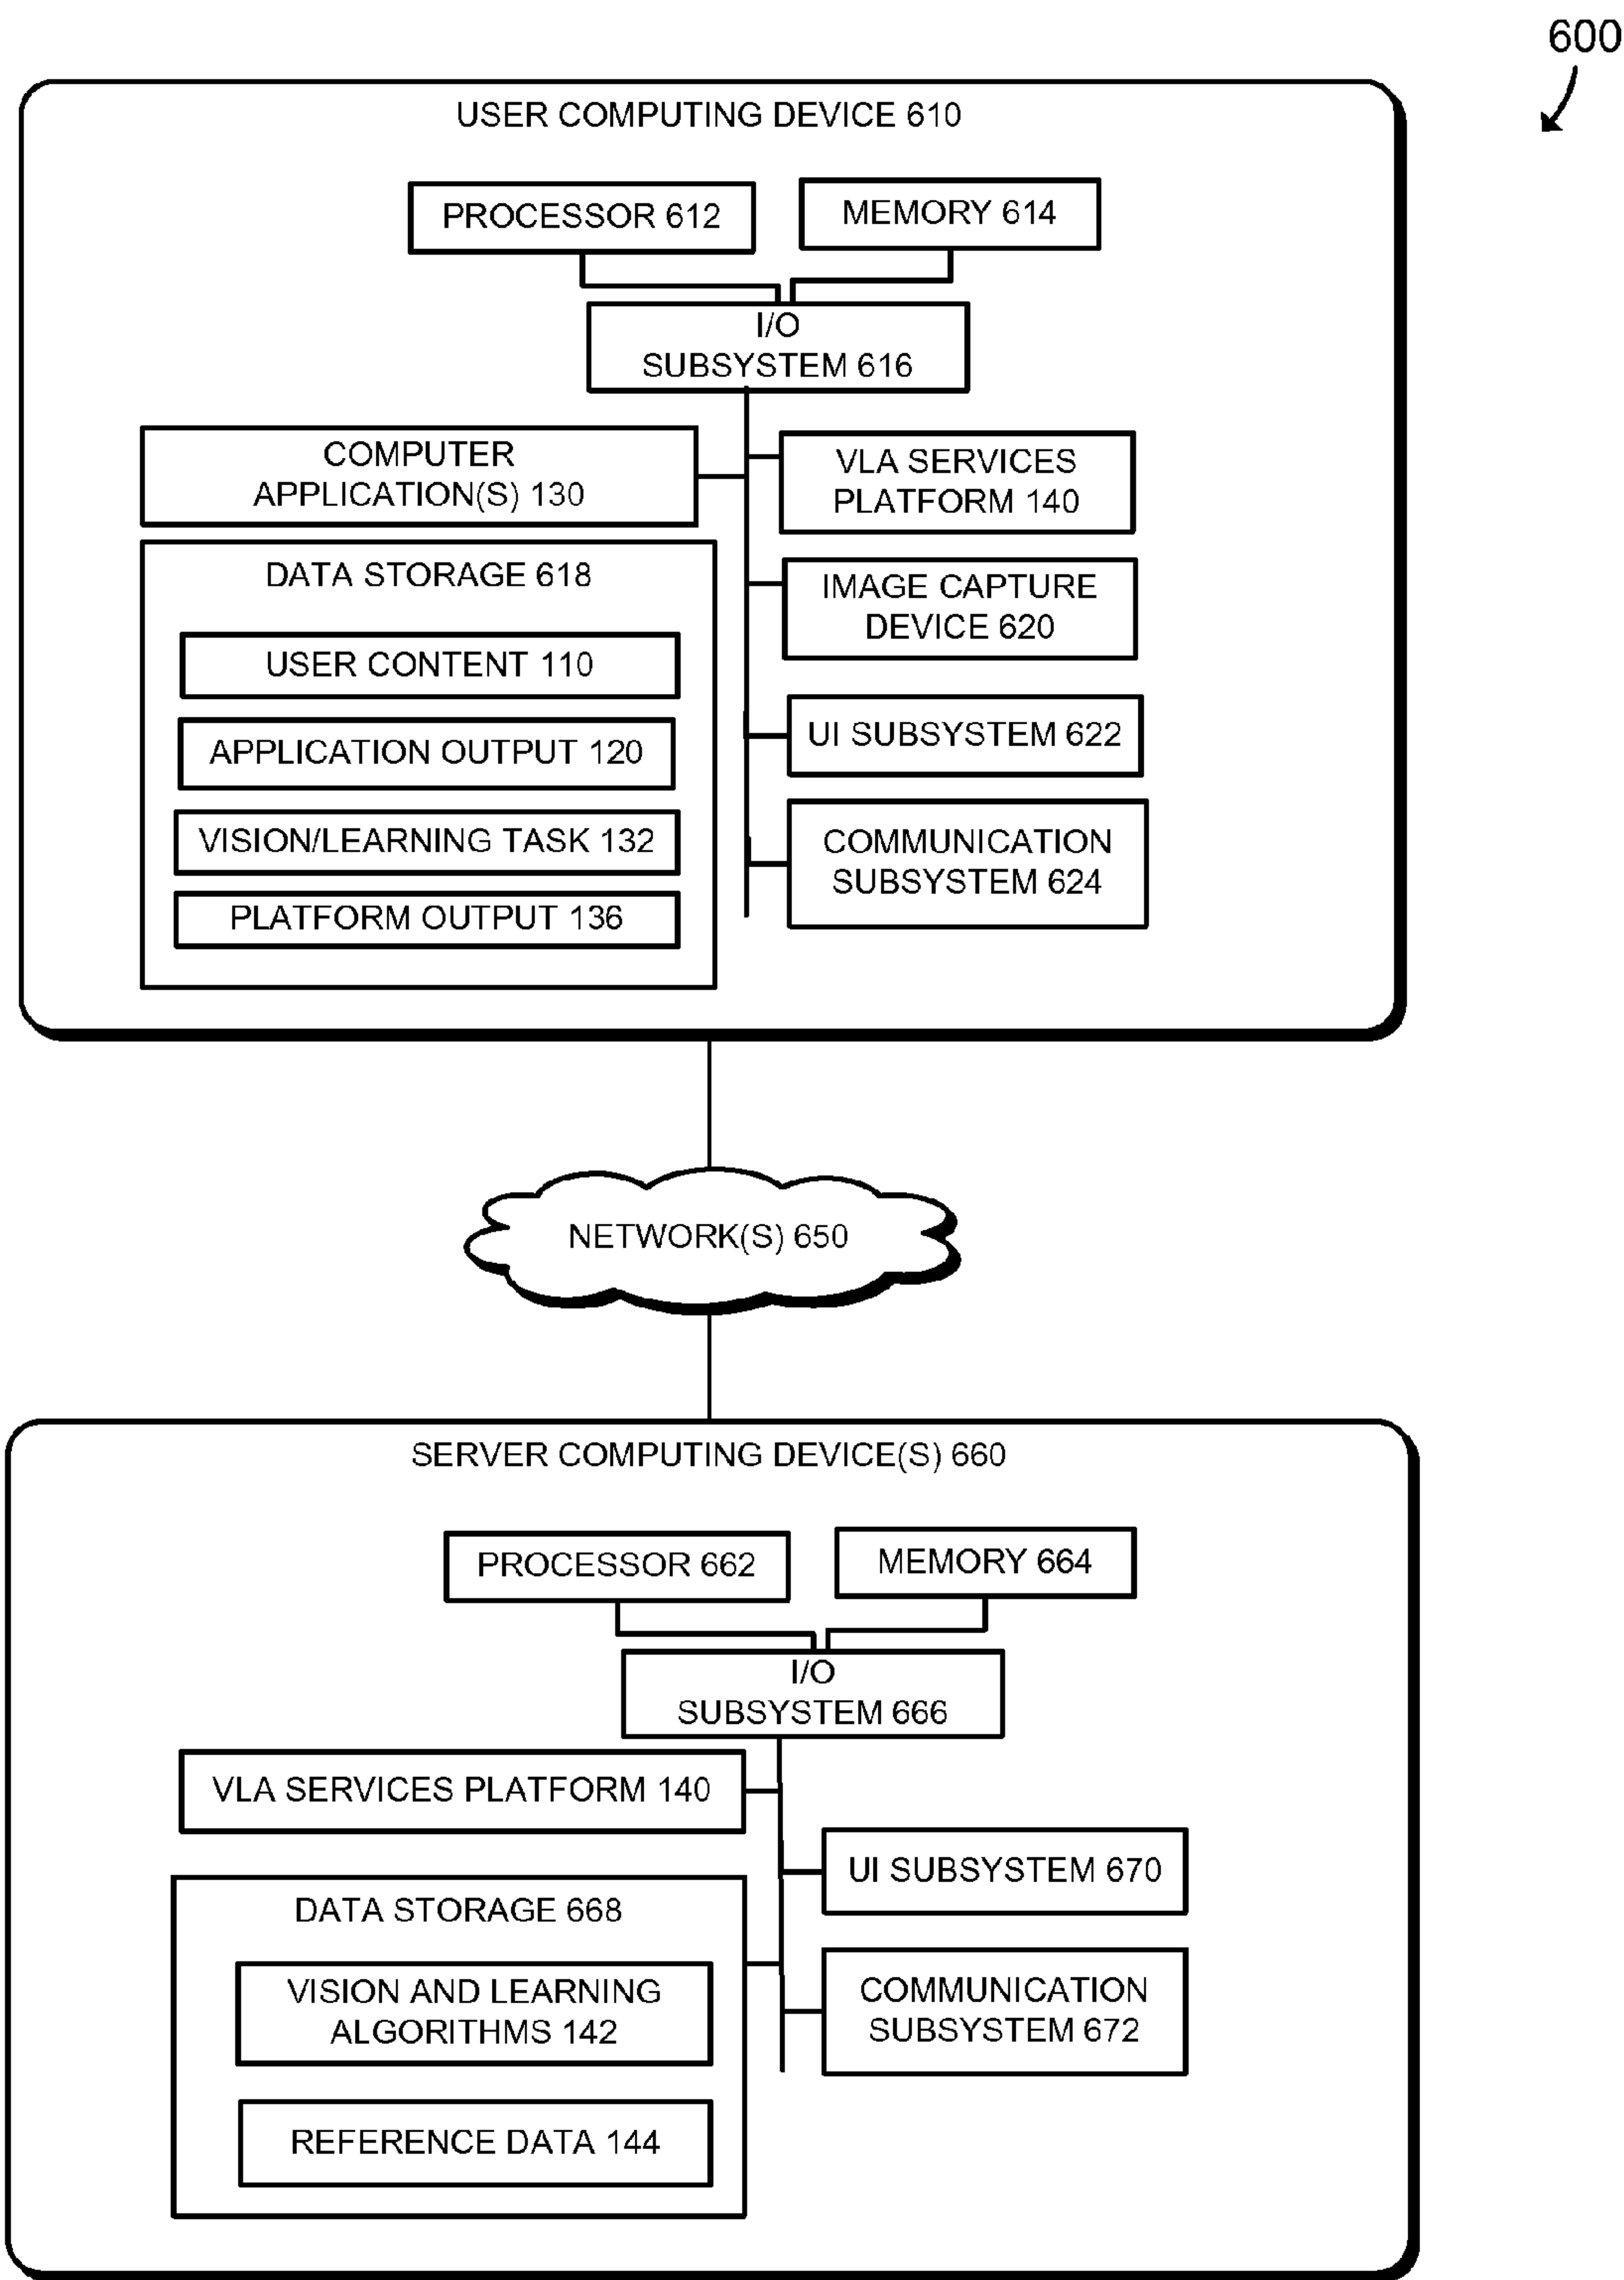 600
USER COMPUTING DEVICE 610
PROCESSOR 612
MEMORY 614
I/O
SUBSYSTEM 616
COMPUTER
APPLICATION(S) 130
VLA SERVICES
PLATFORM 140
DATA STORAGE 618
IMAGE CAPTURE
DEVICE 620
USER CONTENT 110
UI SUBSYSTEM 622
APPLICATION OUTPUT 120
VISION/LEARNING TASK 132
COMMUNICATION
SUBSYSTEM 624
PLATFORM OUTPUT 136
NETWORK(S) 650
SERVER COMPUTING DEVICE(S) 660
PROCESSOR 662
MEMORY 664
I/O
SUBSYSTEM 666
VLA SERVICES PLATFORM 140
UI SUBSYSTEM 670
DATA STORAGE 668
VISION AND LEARNING
ALGORITHMS 142
COMMUNICATION
SUBSYSTEM 672
REFERENCE DATA 144